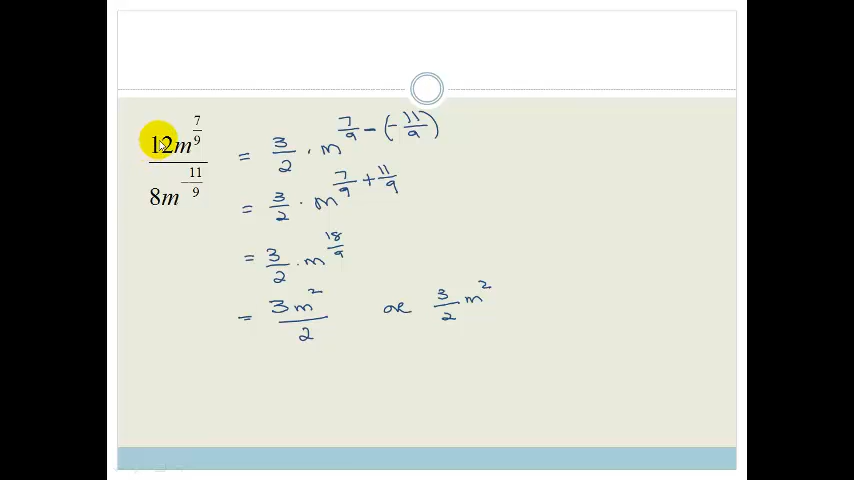 12m^(7/9) / 8m^(-11/9) = 3/2 · m^(7/9 - (-11/9))
= 3/2 · m^(7/9 + 11/9)
= 3/2 · m^(18/9)
= 3m^2 / 2 or 3/2 m^2